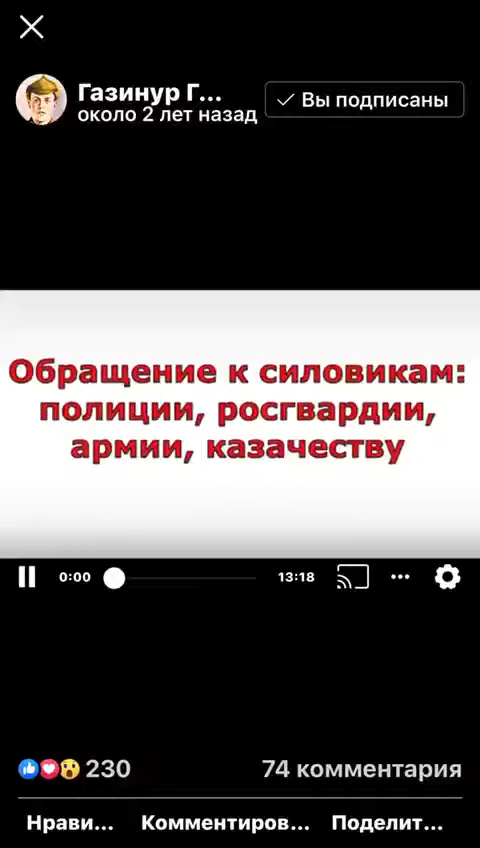 Газинур Г...
Вы подписаны
около 2 лет назад
Обращение к силовикам:
полиции, росгвардии,
армии, казачеству
0:00
13:18
230
74 комментария
Нрави...
Комментиров...
Поделит...